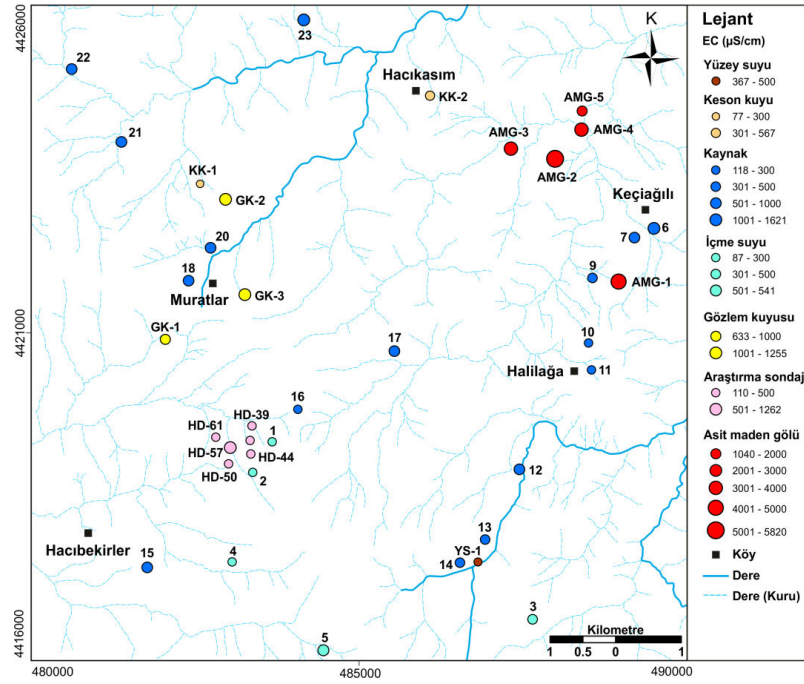 4426000
4421000
4416000
480000
485000
490000
K
22
23
Hacıkasım
KK-2
AMG-5
AMG-4
AMG-3
AMG-2
21
KK-1
GK-2
Keçiağılı
6
7
20
18
Muratlar
GK-3
9
AMG-1
GK-1
17
10
Halilağa
11
16
HD-39
HD-61
1
HD-57
HD-44
HD-50
2
12
Hacıbekirler
15
4
13
YS-1
14
3
5
Kilometre
1 0.5 0 1
Lejant
EC (µS/cm)
Yüzey suyu
367 - 500
Keson kuyu
77 - 300
301 - 567
Kaynak
118 - 300
301 - 500
501 - 1000
1001 - 1621
İçme suyu
87 - 300
301 - 500
501 - 541
Gözlem kuyusu
633 - 1000
1001 - 1255
Araştırma sondajı
110 - 500
501 - 1262
Asit maden gölü
1040 - 2000
2001 - 3000
3001 - 4000
4001 - 5000
5001 - 5820
Köy
Dere
Dere (Kuru)